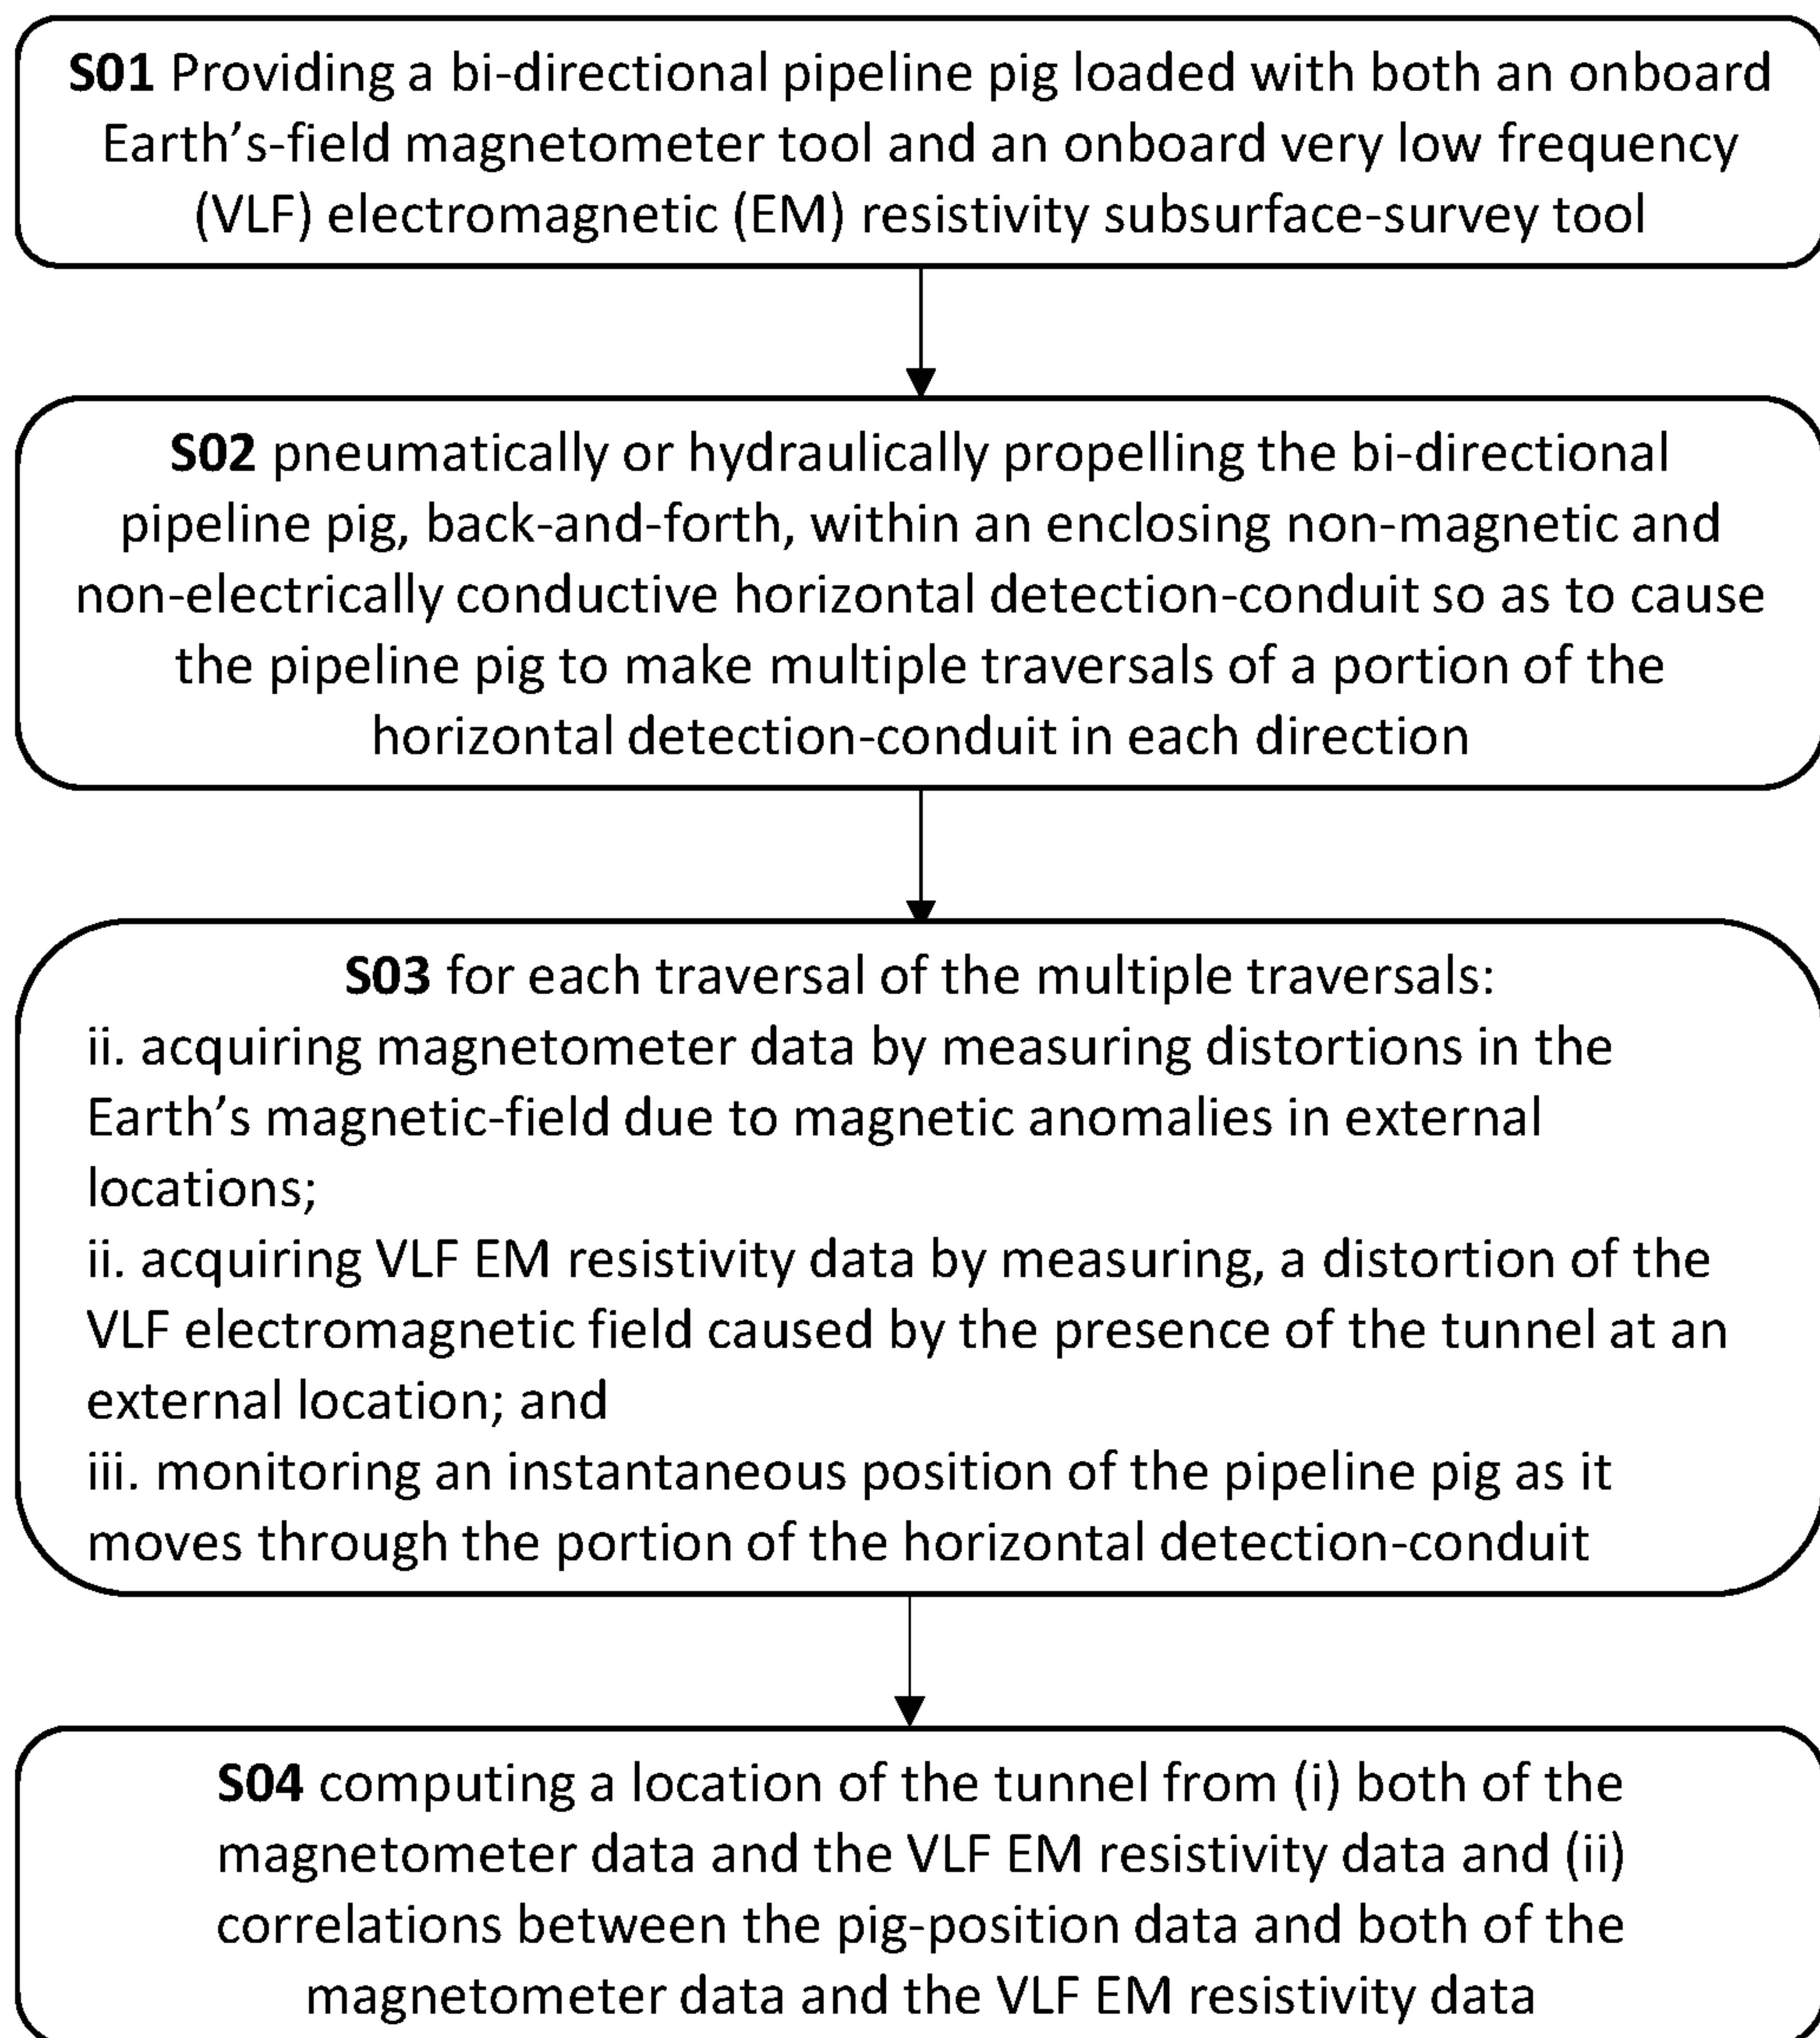 S01 Providing a bi-directional pipeline pig loaded with both an onboard
Earth’s-field magnetometer tool and an onboard very low frequency
(VLF) electromagnetic (EM) resistivity subsurface-survey tool
S02 pneumatically or hydraulically propelling the bi-directional
pipeline pig, back-and-forth, within an enclosing non-magnetic and
non-electrically conductive horizontal detection-conduit so as to cause
the pipeline pig to make multiple traversals of a portion of the
horizontal detection-conduit in each direction
S03 for each traversal of the multiple traversals:
ii. acquiring magnetometer data by measuring distortions in the
Earth’s magnetic-field due to magnetic anomalies in external
locations;
ii. acquiring VLF EM resistivity data by measuring, a distortion of the
VLF electromagnetic field caused by the presence of the tunnel at an
external location; and
iii. monitoring an instantaneous position of the pipeline pig as it
moves through the portion of the horizontal detection-conduit
S04 computing a location of the tunnel from (i) both of the
magnetometer data and the VLF EM resistivity data and (ii)
correlations between the pig-position data and both of the
magnetometer data and the VLF EM resistivity data